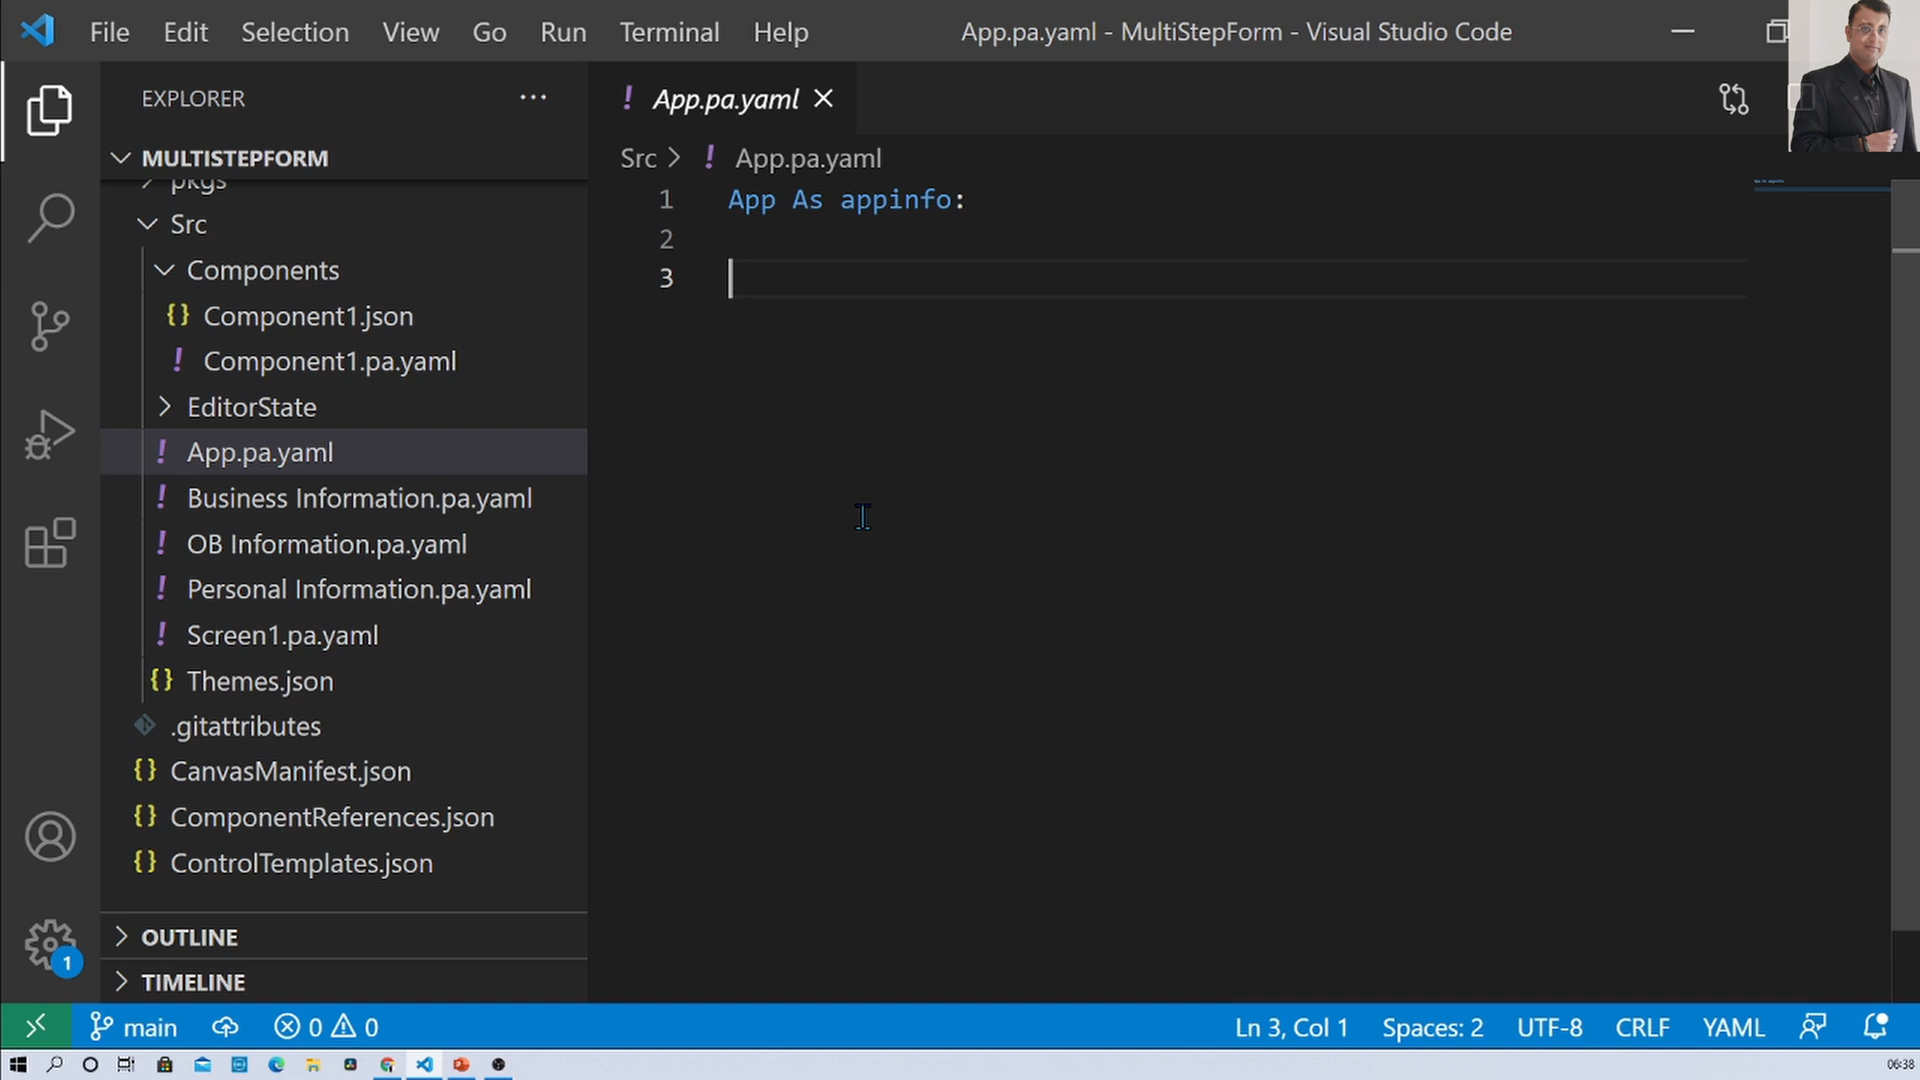 File Edit Selection View Go Run Terminal Help App.pa.yaml - MultiStepForm - Visual Studio Code
EXPLORER
MULTISTEPFORM
pkgs
Src
Components
{} Component1.json
! Component1.pa.yaml
EditorState
! App.pa.yaml
! Business Information.pa.yaml
! OB Information.pa.yaml
! Personal Information.pa.yaml
! Screen1.pa.yaml
{} Themes.json
.gitattributes
{} CanvasManifest.json
{} ComponentReferences.json
{} ControlTemplates.json
OUTLINE
TIMELINE
1
! App.pa.yaml
Src > ! App.pa.yaml
1 App As appinfo:
2
3
main 0 0 Ln 3, Col 1 Spaces: 2 UTF-8 CRLF YAML
06:38